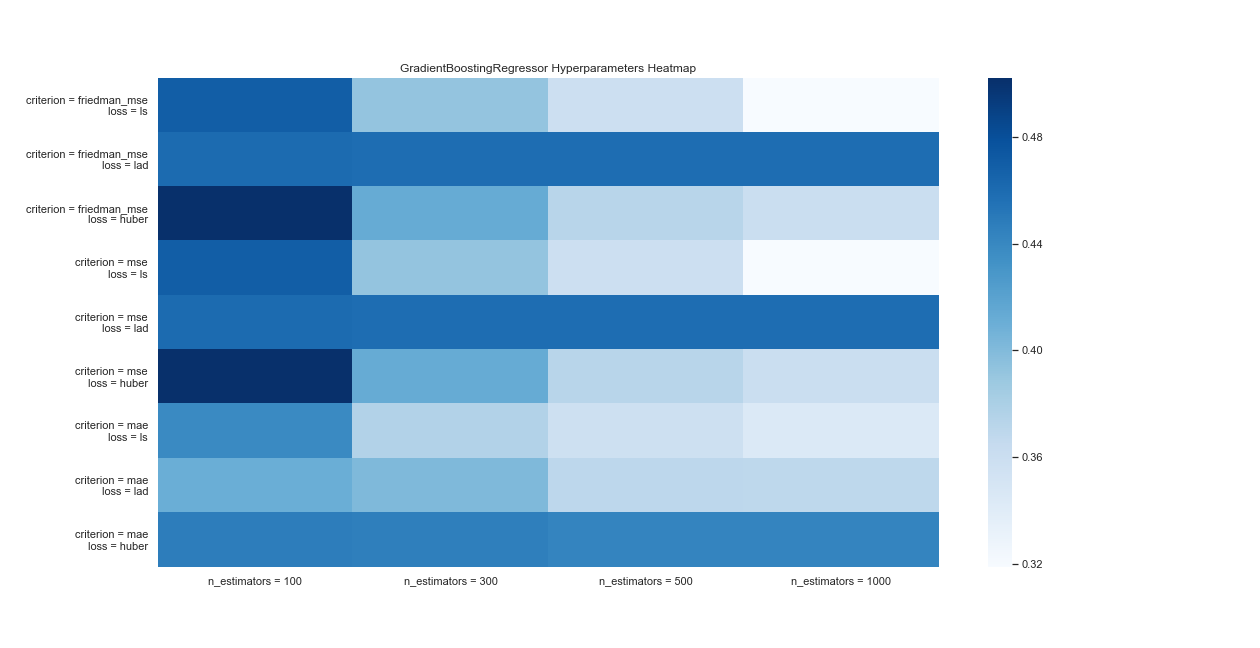 GradientBoostingRegressor Hyperparameters Heatmap
criterion = friedman_mse
loss = ls
criterion = friedman_mse
loss = lad
criterion = friedman_mse
loss = huber
criterion = mse
loss = ls
criterion = mse
loss = lad
criterion = mse
loss = huber
criterion = mae
loss = ls
criterion = mae
loss = lad
criterion = mae
loss = huber
n_estimators = 100
n_estimators = 300
n_estimators = 500
n_estimators = 1000
0.48
0.44
0.40
0.36
0.32